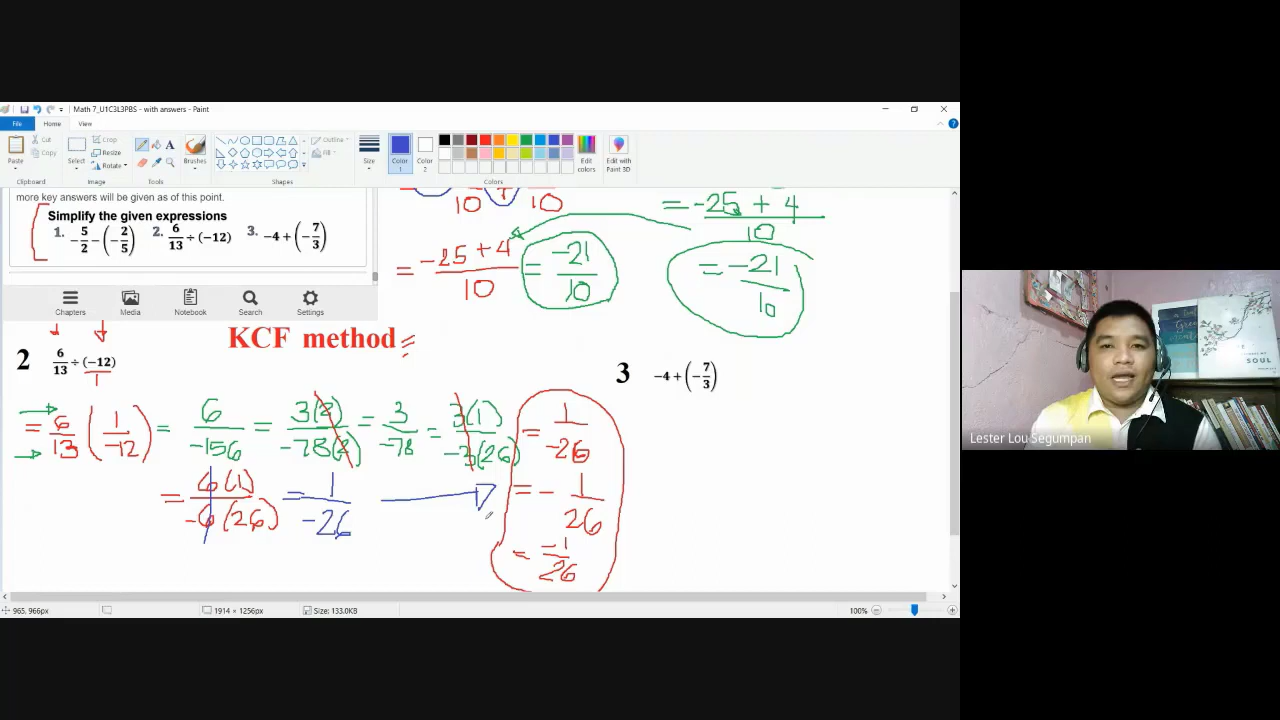 Math 7_U1C3L3PBS - with answers - Paint
File Home View
Paste Cut Copy Clipboard
Select Crop Resize Rotate Image
Tools
Brushes
Shapes Outline Fill
Size
Color 1 Color 2
Colors
Edit colors
Edit with Paint 3D
more key answers will be given as of this point.
Simplify the given expressions
1. -5/2 - (-2/5) 2. 6/13 ÷ (-12) 3. -4 + (-7/3)
Chapters Media Notebook Search Settings
10 10
= (-25 + 4)/10 = -21/10
= (-25 + 4)/10
= -21/10
KCF method
2 6/13 ÷ (-12)
1
= 6/13 (1/-12) = 6/-156 = 3(2)/-78(2) = 3/-78 = 3(1)/-3(26) = 1/-26
= - 1/26
= -1/26
= 6(1)/-6(26) = 1/-26
3 -4 + (-7/3)
965, 966px 1914 × 1256px Size: 133.0KB 100%
Lester Lou Segumpan
SOUL